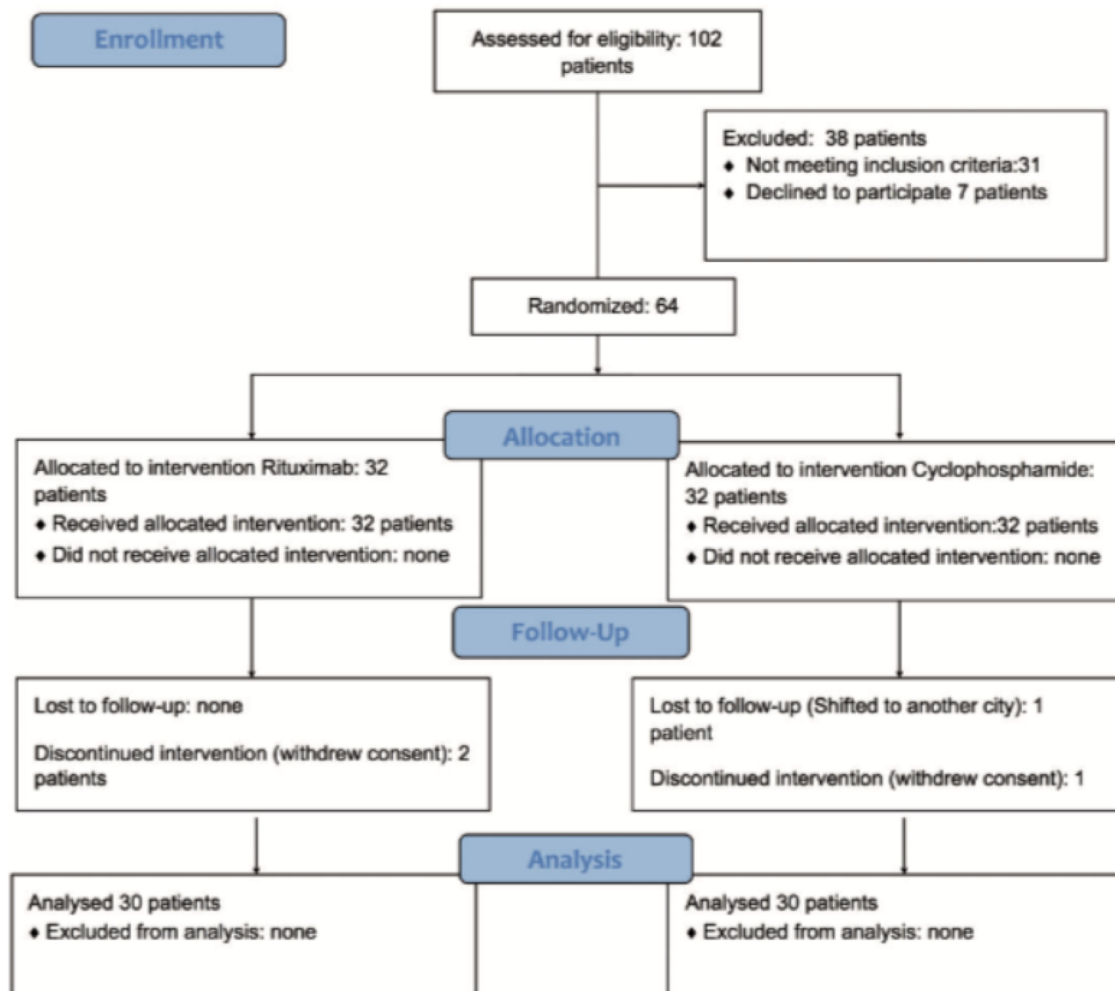 Enrollment
Assessed for eligibility: 102
patients
Excluded: 38 patients
♦ Not meeting inclusion criteria:31
♦ Declined to participate 7 patients
Randomized: 64
Allocation
Allocated to intervention Rituximab: 32
patients
♦ Received allocated intervention: 32 patients
♦ Did not receive allocated intervention: none
Allocated to intervention Cyclophosphamide:
32 patients
♦ Received allocated intervention:32 patients
♦ Did not receive allocated intervention: none
Follow-Up
Lost to follow-up: none
Discontinued intervention (withdrew consent): 2
patients
Lost to follow-up (Shifted to another city): 1
patient
Discontinued intervention (withdrew consent): 1
Analysis
Analysed 30 patients
♦ Excluded from analysis: none
Analysed 30 patients
♦ Excluded from analysis: none